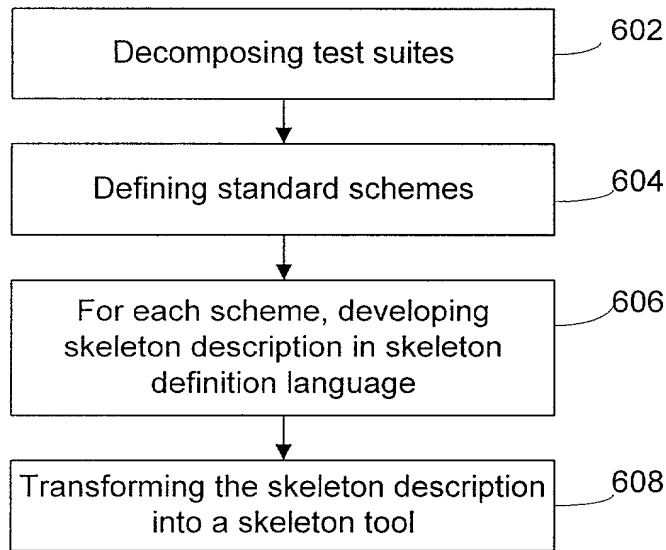 Decomposing test suites
602
Defining standard schemes
604
For each scheme, developing
skeleton description in skeleton
definition language
606
Transforming the skeleton description
into a skeleton tool
608